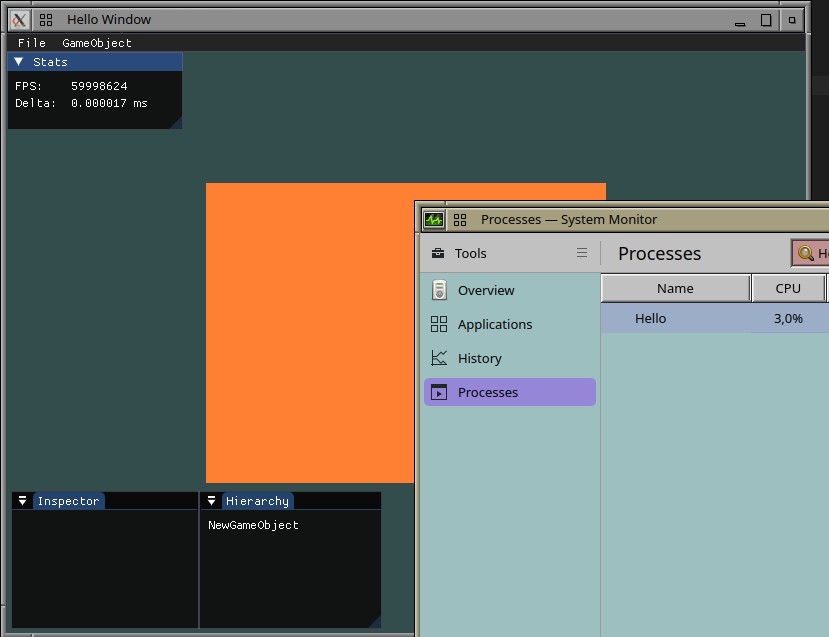 Hello Window
File GameObject
Stats
FPS: 59998624
Delta: 0.000017 ms
Processes — System Monitor
Tools
Processes
Overview
Applications
History
Processes
Name CPU
Hello 3,0%
Inspector
Hierarchy
NewGameObject